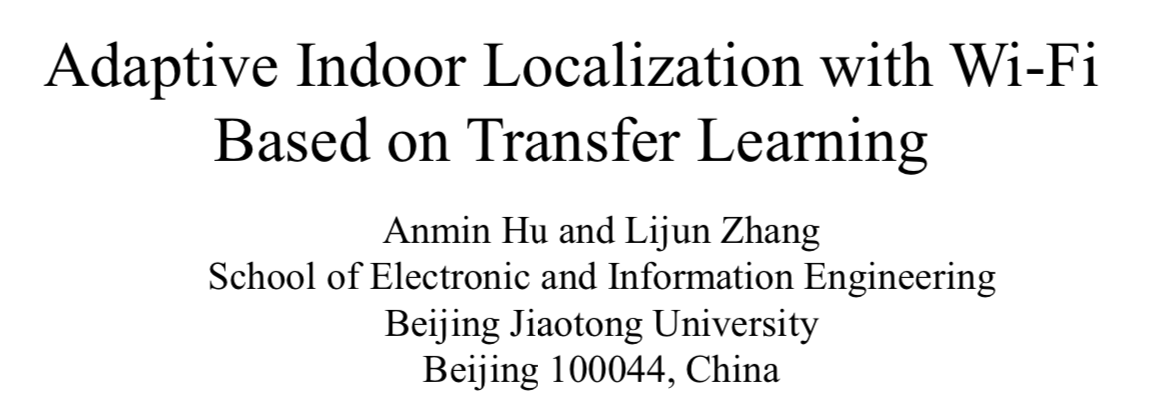 Adaptive Indoor Localization with Wi-Fi
Based on Transfer Learning
Anmin Hu and Lijun Zhang
School of Electronic and Information Engineering
Beijing Jiaotong University
Beijing 100044, China